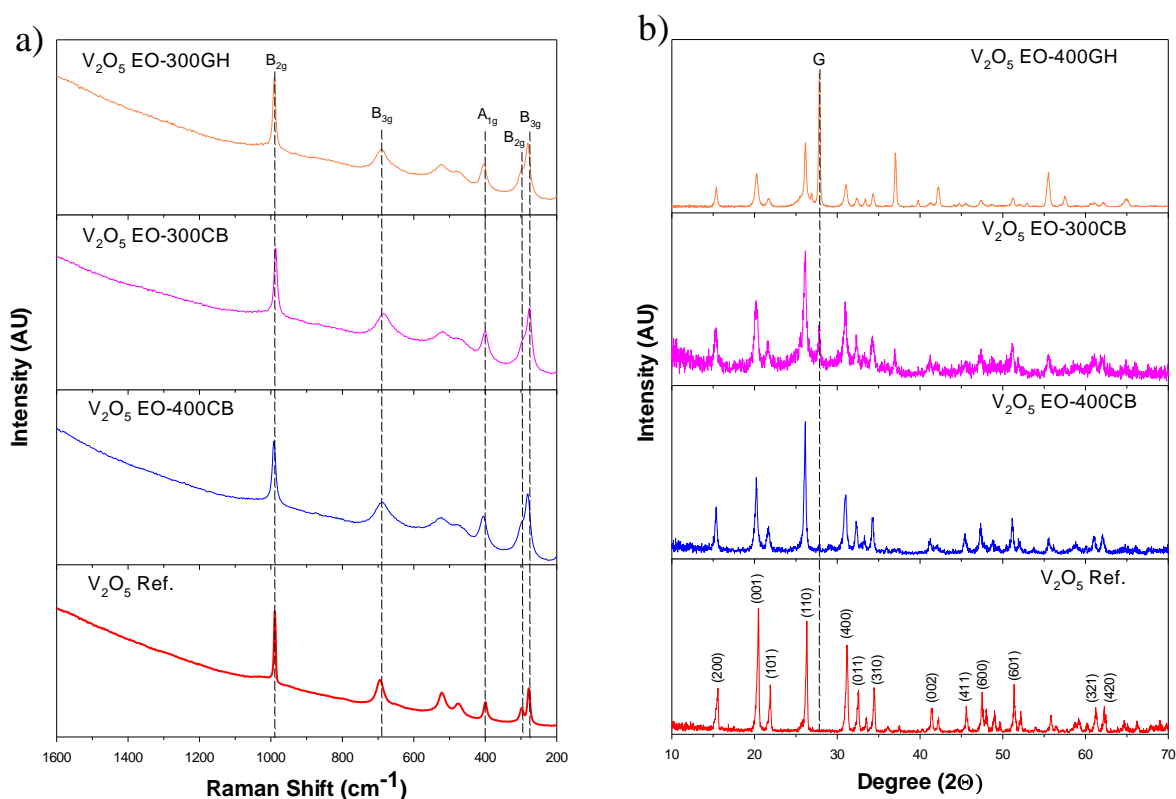 a)
V₂O₅ EO-300GH
B₂g
B₃g
A₁g
B₂g
B₃g
V₂O₅ EO-300CB
V₂O₅ EO-400CB
V₂O₅ Ref.
Intensity (AU)
1600 1400 1200 1000 800 600 400 200
Raman Shift (cm⁻¹)
b)
V₂O₅ EO-400GH
G
V₂O₅ EO-300CB
V₂O₅ EO-400CB
V₂O₅ Ref.
(200)
(001)
(101)
(110)
(400)
(011)
(310)
(002)
(411)
(600)
(601)
(321)
(420)
Intensity (AU)
10 20 30 40 50 60 70
Degree (2Θ)